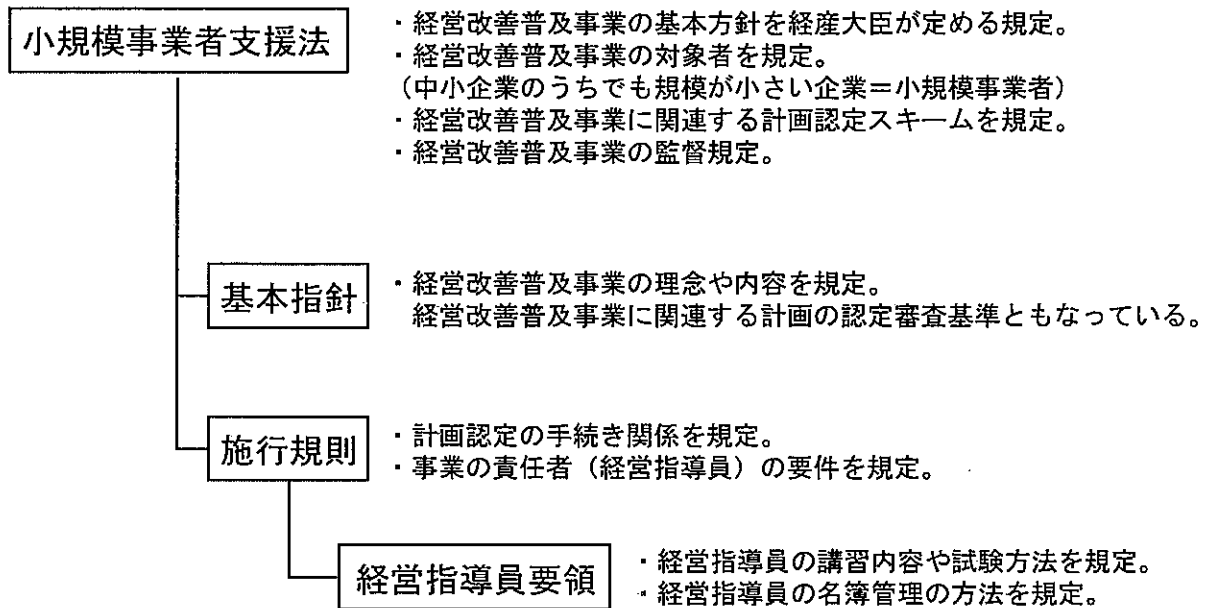 小規模事業者支援法
・経営改善普及事業の基本方針を経産大臣が定める規定。
・経営改善普及事業の対象者を規定。
（中小企業のうちでも規模が小さい企業＝小規模事業者）
・経営改善普及事業に関連する計画認定スキームを規定。
・経営改善普及事業の監督規定。
基本指針
・経営改善普及事業の理念や内容を規定。
経営改善普及事業に関連する計画の認定審査基準ともなっている。
施行規則
・計画認定の手続き関係を規定。
・事業の責任者（経営指導員）の要件を規定。
経営指導員要領
・経営指導員の講習内容や試験方法を規定。
・経営指導員の名簿管理の方法を規定。